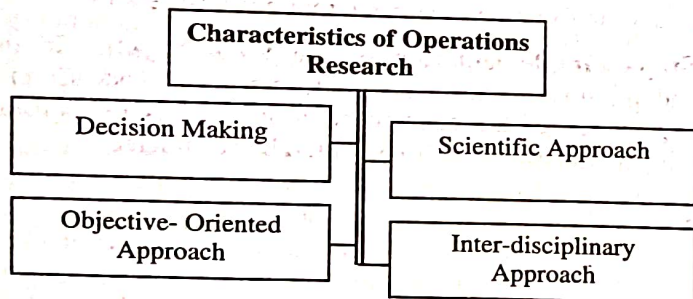 Characteristics of Operations
Research
Decision Making
Scientific Approach
Objective- Oriented
Approach
Inter-disciplinary
Approach